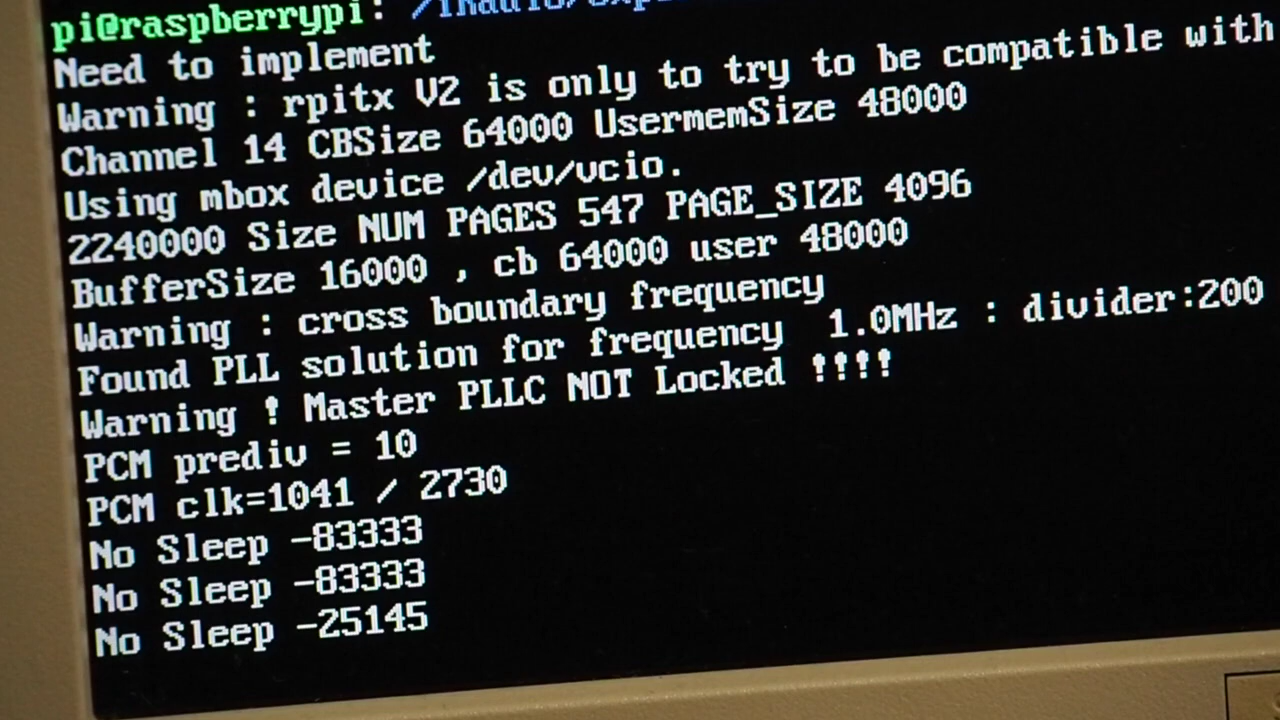 pi@raspberrypi:
Need to implement
Warning : rpitx V2 is only to try to be compatible with
Channel 14 CBSize 64000 UsermemSize 48000
Using mbox device /dev/vcio.
2240000 Size NUM PAGES 547 PAGE_SIZE 4096
BufferSize 16000 , cb 64000 user 48000
Warning : cross boundary frequency
Found PLL solution for frequency 1.0MHz : divider:200
Warning ! Master PLLC NOT Locked !!!!
PCM prediv = 10
PCM clk=1041 / 2730
No Sleep -83333
No Sleep -83333
No Sleep -25145